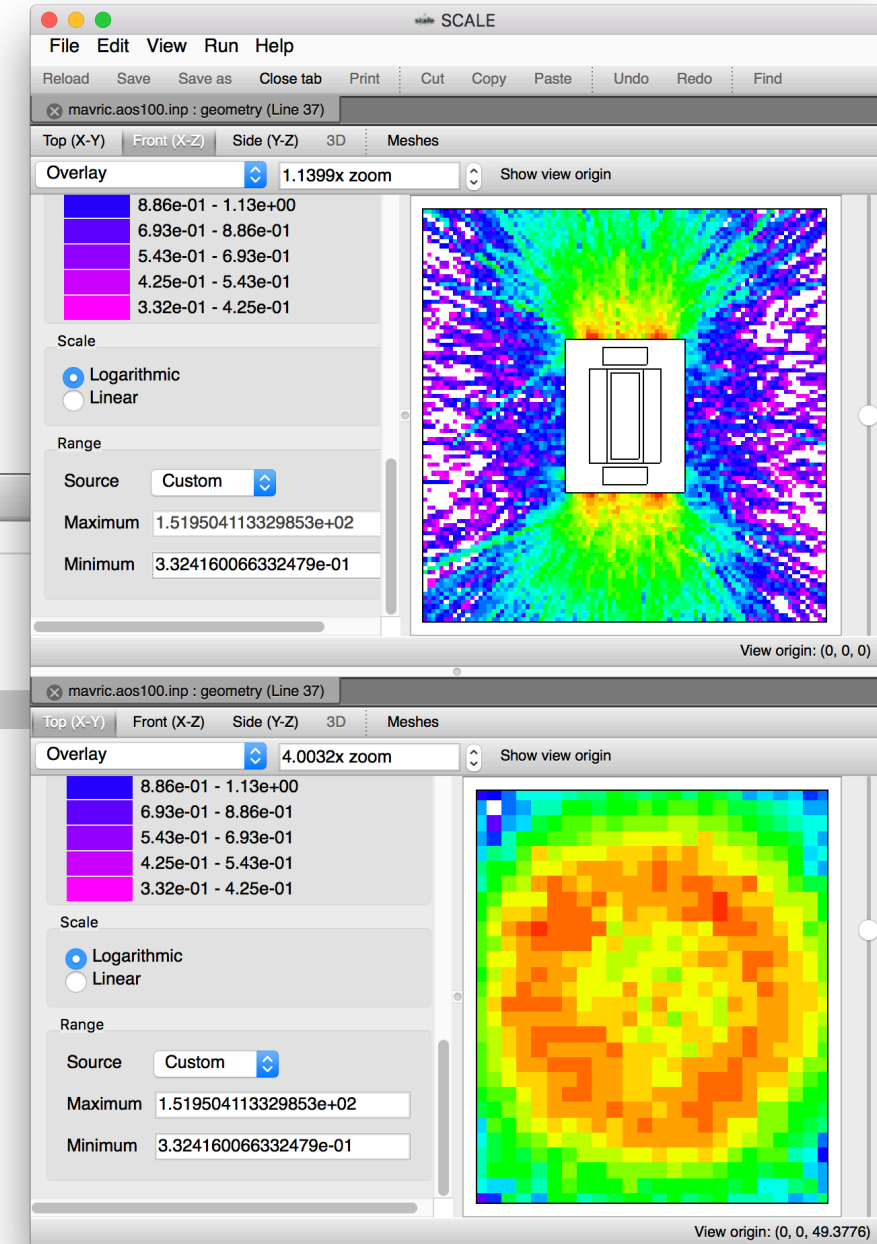 scale SCALE
File Edit View Run Help
Reload Save Save as Close tab Print Cut Copy Paste Undo Redo Find
mavric.aos100.inp : geometry (Line 37)
Top (X-Y) Front (X-Z) Side (Y-Z) 3D Meshes
Overlay 1.1399x zoom Show view origin
8.86e-01 - 1.13e+00
6.93e-01 - 8.86e-01
5.43e-01 - 6.93e-01
4.25e-01 - 5.43e-01
3.32e-01 - 4.25e-01
Scale
Logarithmic
Linear
Range
Source Custom
Maximum 1.519504113329853e+02
Minimum 3.324160066332479e-01
View origin: (0, 0, 0)
mavric.aos100.inp : geometry (Line 37)
Top (X-Y) Front (X-Z) Side (Y-Z) 3D Meshes
Overlay 4.0032x zoom Show view origin
8.86e-01 - 1.13e+00
6.93e-01 - 8.86e-01
5.43e-01 - 6.93e-01
4.25e-01 - 5.43e-01
3.32e-01 - 4.25e-01
Scale
Logarithmic
Linear
Range
Source Custom
Maximum 1.519504113329853e+02
Minimum 3.324160066332479e-01
View origin: (0, 0, 49.3776)